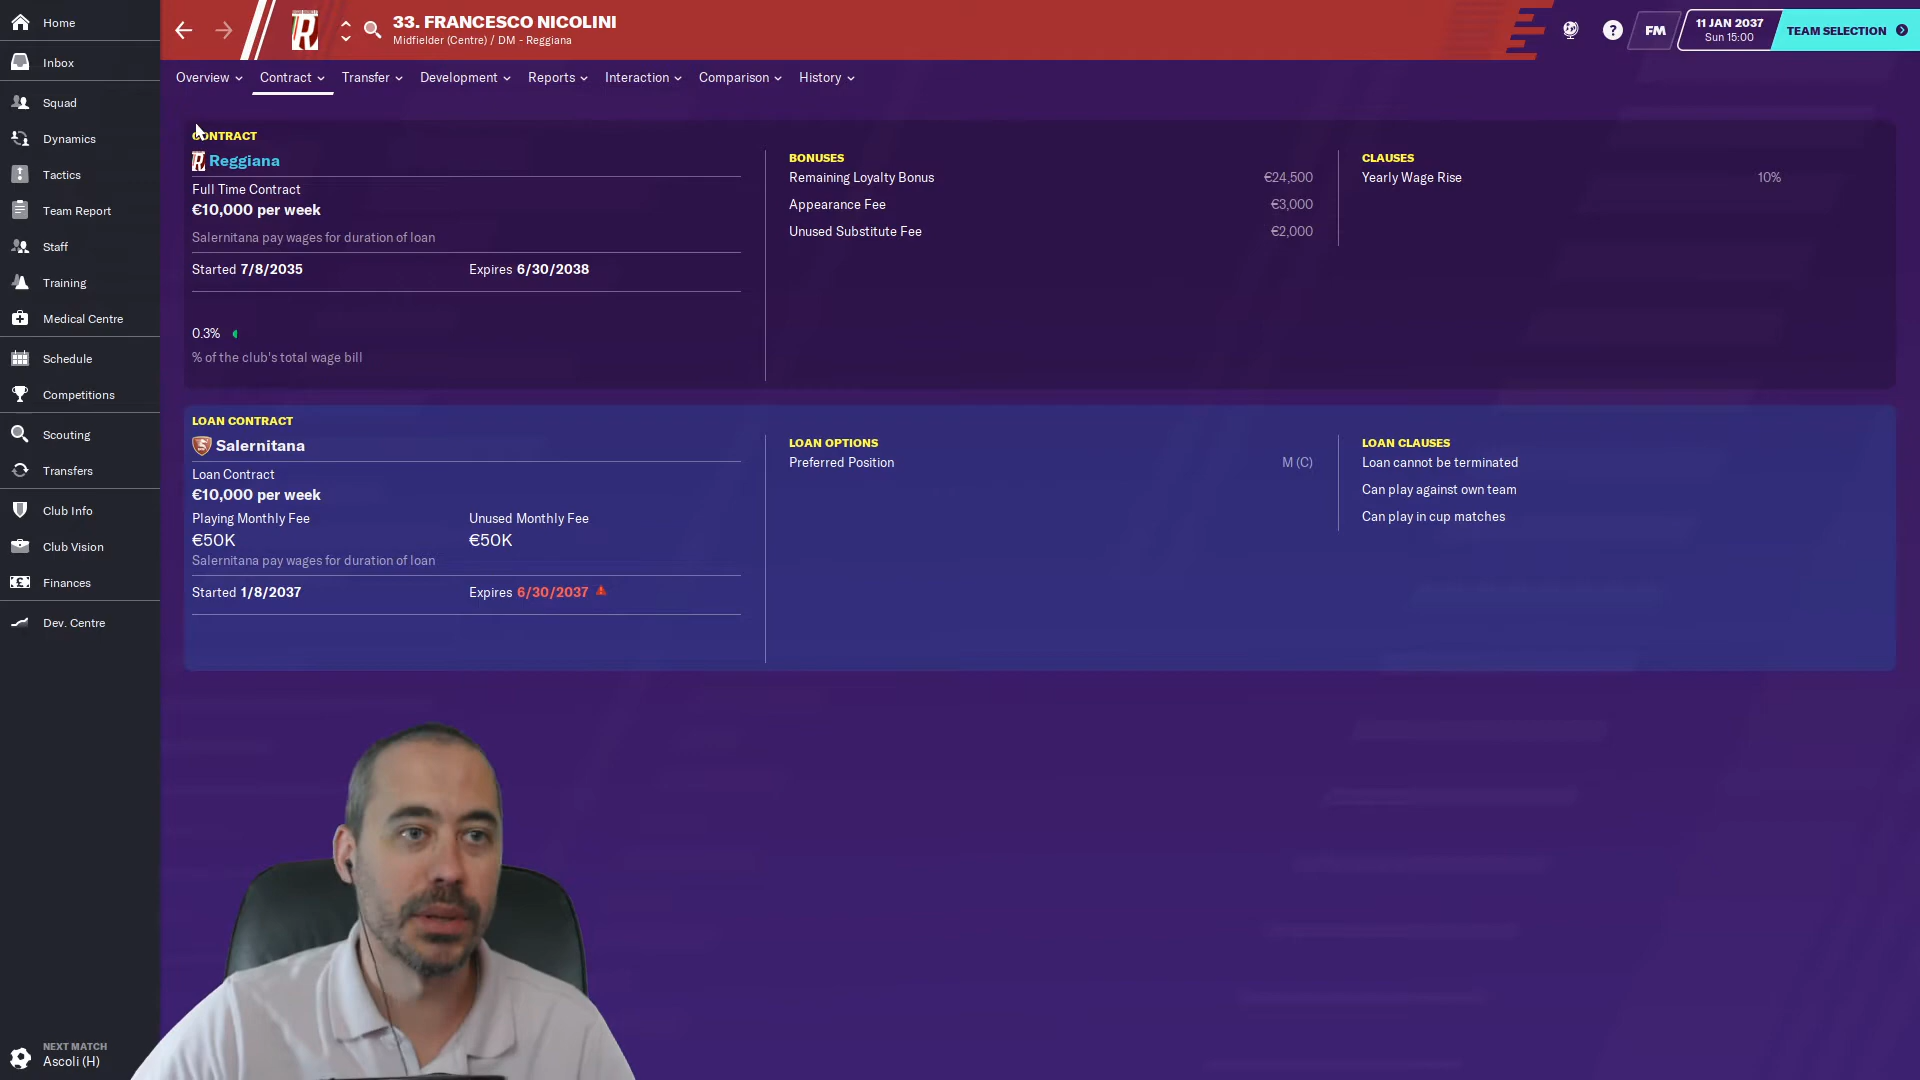 Home
Inbox
Squad
Dynamics
Tactics
Team Report
Staff
Training
Medical Centre
Schedule
Competitions
Scouting
Transfers
Club Info
Club Vision
Finances
Dev. Centre
NEXT MATCH
Ascoli (H)
33. FRANCESCO NICOLINI
Midfielder (Centre) / DM - Reggiana
?
FM
11 JAN 2037
Sun 15:00
TEAM SELECTION
Overview Contract Transfer Development Reports Interaction Comparison History
CONTRACT
Reggiana
Full Time Contract
€10,000 per week
Salernitana pay wages for duration of loan
Started 7/8/2035 Expires 6/30/2038
0.3%
% of the club's total wage bill
BONUSES
Remaining Loyalty Bonus €24,500
Appearance Fee €3,000
Unused Substitute Fee €2,000
CLAUSES
Yearly Wage Rise 10%
LOAN CONTRACT
Salernitana
Loan Contract
€10,000 per week
Playing Monthly Fee Unused Monthly Fee
€50K €50K
Salernitana pay wages for duration of loan
Started 1/8/2037 Expires 6/30/2037
LOAN OPTIONS
Preferred Position M (C)
LOAN CLAUSES
Loan cannot be terminated
Can play against own team
Can play in cup matches